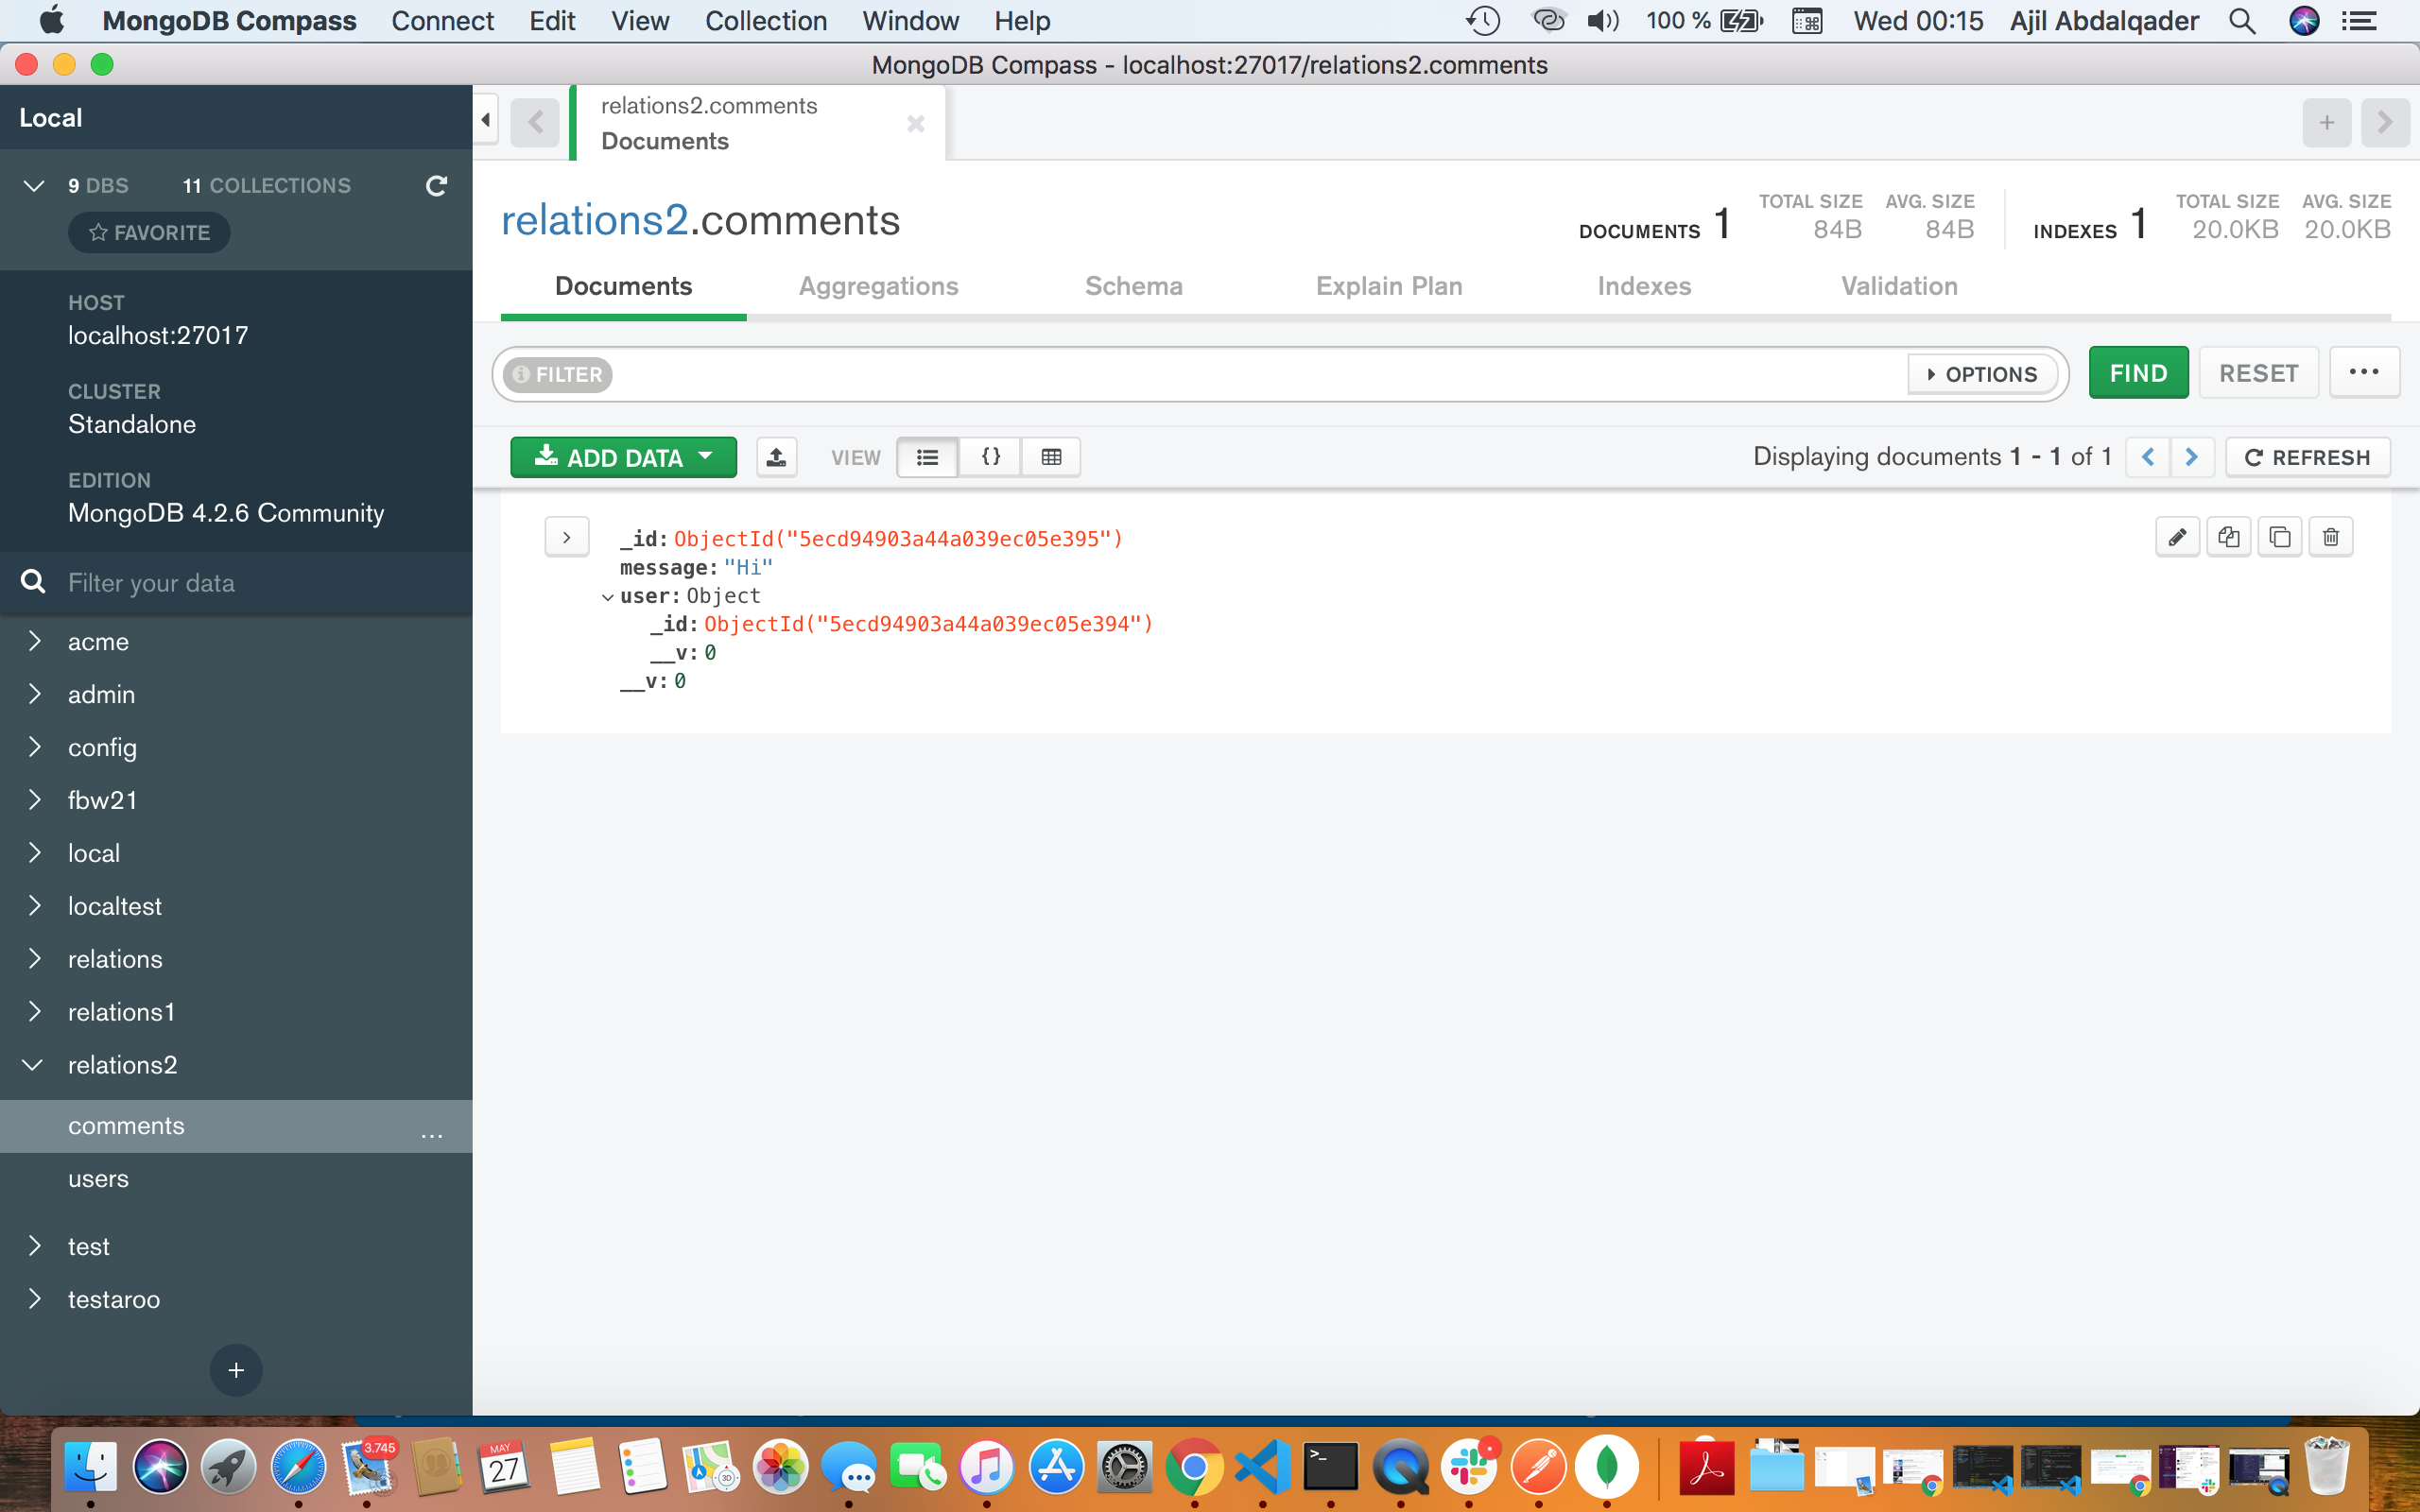 MongoDB Compass Connect Edit View Collection Window Help 100 % Wed 00:15 Ajil Abdalqader
MongoDB Compass - localhost:27017/relations2.comments
Local
9 DBS 11 COLLECTIONS
FAVORITE
HOST
localhost:27017
CLUSTER
Standalone
EDITION
MongoDB 4.2.6 Community
Filter your data
acme
admin
config
fbw21
local
localtest
relations
relations1
relations2
comments ...
users
test
testaroo
+
relations2.comments
Documents
relations2.comments
DOCUMENTS 1 TOTAL SIZE 84B AVG. SIZE 84B INDEXES 1 TOTAL SIZE 20.0KB AVG. SIZE 20.0KB
Documents Aggregations Schema Explain Plan Indexes Validation
FILTER OPTIONS FIND RESET ...
ADD DATA VIEW {} Displaying documents 1 - 1 of 1 REFRESH
_id: ObjectId("5ecd94903a44a039ec05e395")
message: "Hi"
user: Object
_id: ObjectId("5ecd94903a44a039ec05e394")
__v: 0
__v: 0
3.745
MAY
27
3D
>_